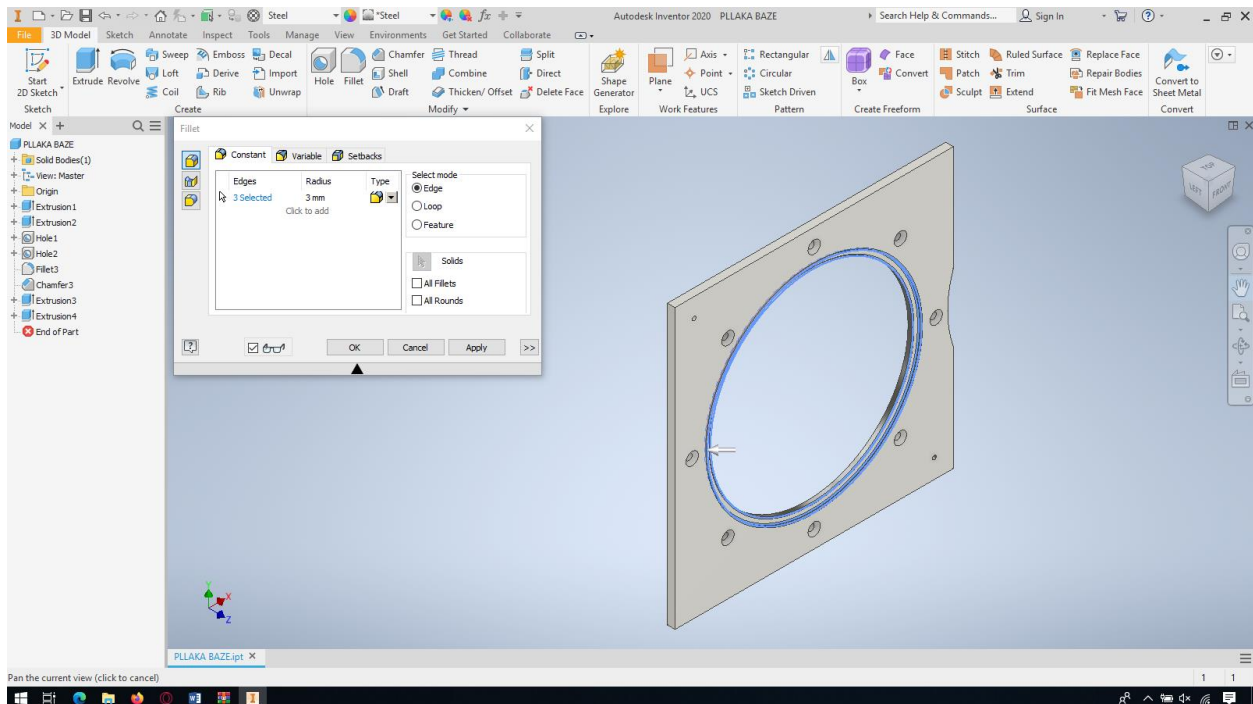 Steel *Steel Autodesk Inventor 2020 PLLAKA BAZE Search Help & Commands... Sign In
File 3D Model Sketch Annotate Inspect Tools Manage View Environments Get Started Collaborate
Start 2D Sketch
Extrude Revolve
Sweep Emboss Decal
Loft Derive Import
Coil Rib Unwrap
Hole Fillet
Chamfer Thread Split
Shell Combine Direct
Draft Thicken/ Offset Delete Face
Shape Generator
Plane
Axis
Point
UCS
Rectangular
Circular
Sketch Driven
Box
Face
Convert
Stitch Ruled Surface Replace Face
Patch Trim Repair Bodies
Sculpt Extend Fit Mesh Face
Convert to Sheet Metal
Sketch Create Modify Explore Work Features Pattern Create Freeform Surface Convert
Model
PLLAKA BAZE
Solid Bodies(1)
View: Master
Origin
Extrusion1
Extrusion2
Hole1
Hole2
Fillet3
Chamfer3
Extrusion3
Extrusion4
End of Part
Fillet
Constant Variable Setbacks
Edges Radius Type
3 Selected 3 mm
Click to add
Select mode
Edge
Loop
Feature
Solids
All Fillets
All Rounds
OK Cancel Apply >>
TOP
LEFT FRONT
Y
X
Z
PLLAKA BAZE.ipt
Pan the current view (click to cancel) 1 1